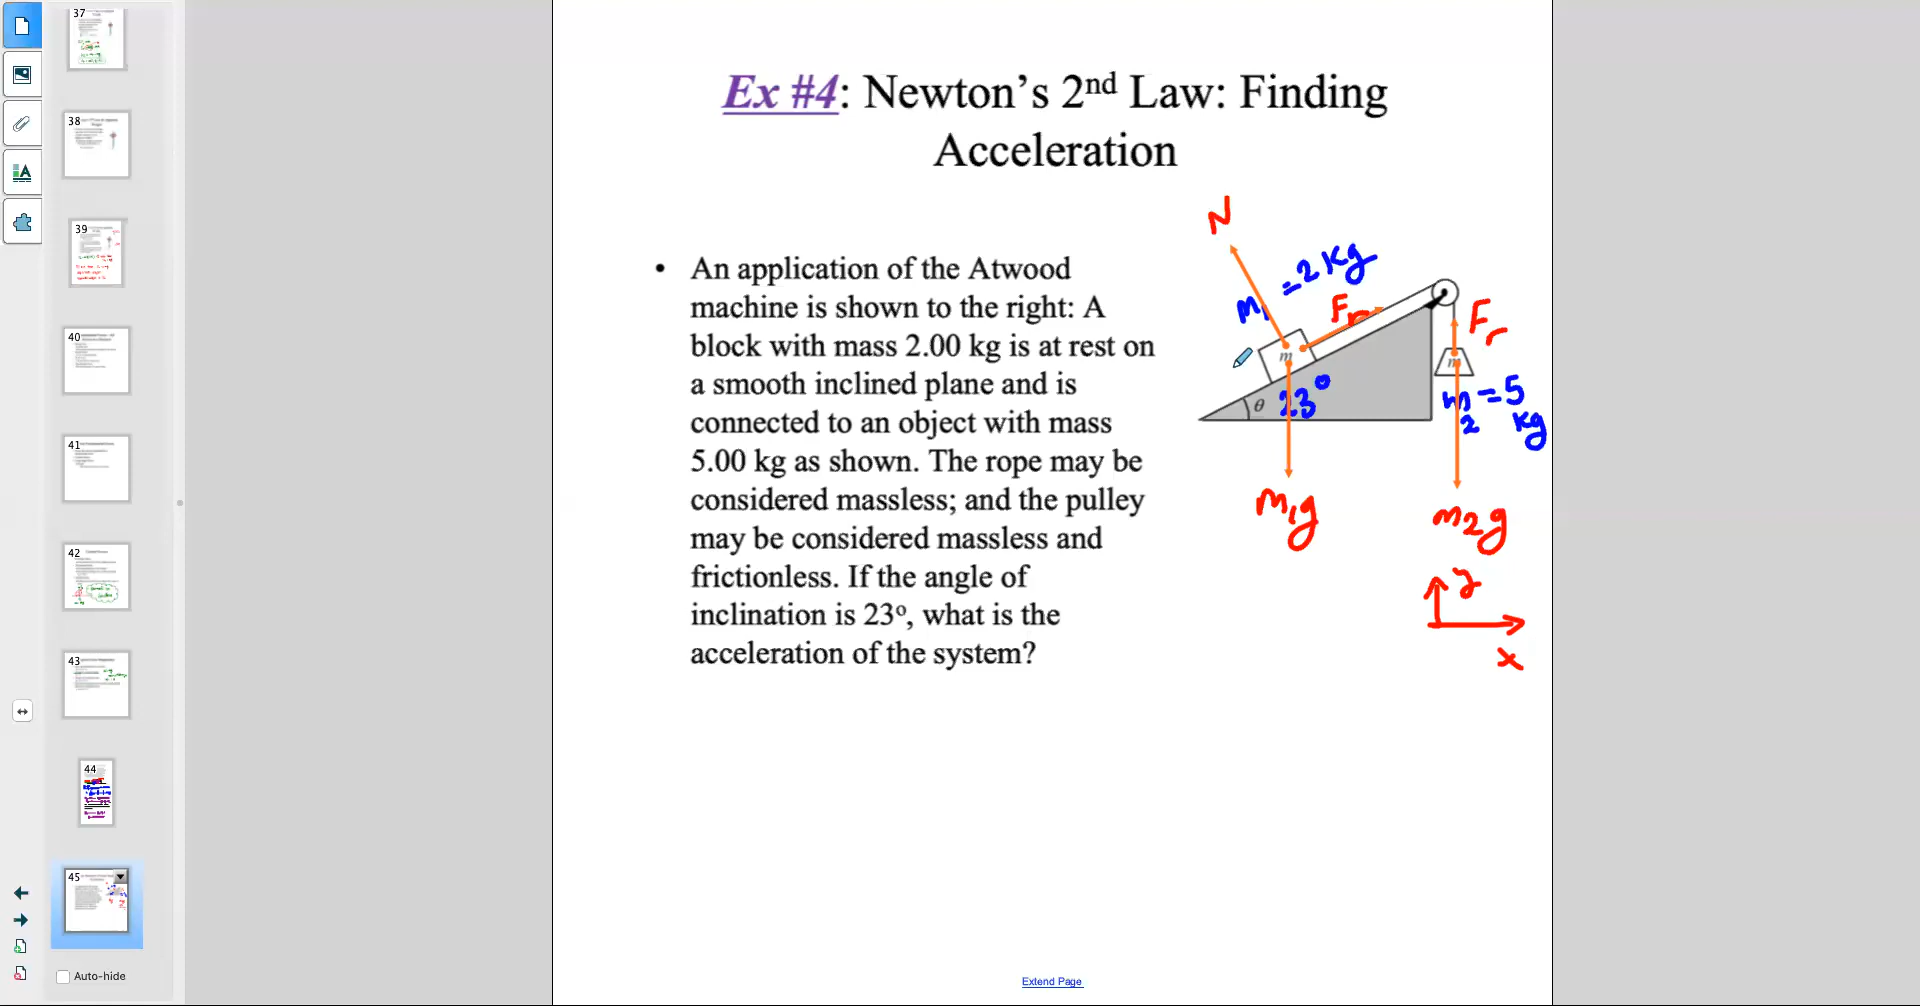 Ex #4: Newton's 2nd Law: Finding
Acceleration
• An application of the Atwood
machine is shown to the right: A
block with mass 2.00 kg is at rest on
a smooth inclined plane and is
connected to an object with mass
5.00 kg as shown. The rope may be
considered massless; and the pulley
may be considered massless and
frictionless. If the angle of
inclination is 23º, what is the
acceleration of the system?
N
m₁ = 2 kg
Fr
Fr
m
m
θ 23°
m₂ = 5 kg
m₁g
m₂g
y
x
37
38
39
40
41
42
43
44
45
Auto-hide
Extend Page